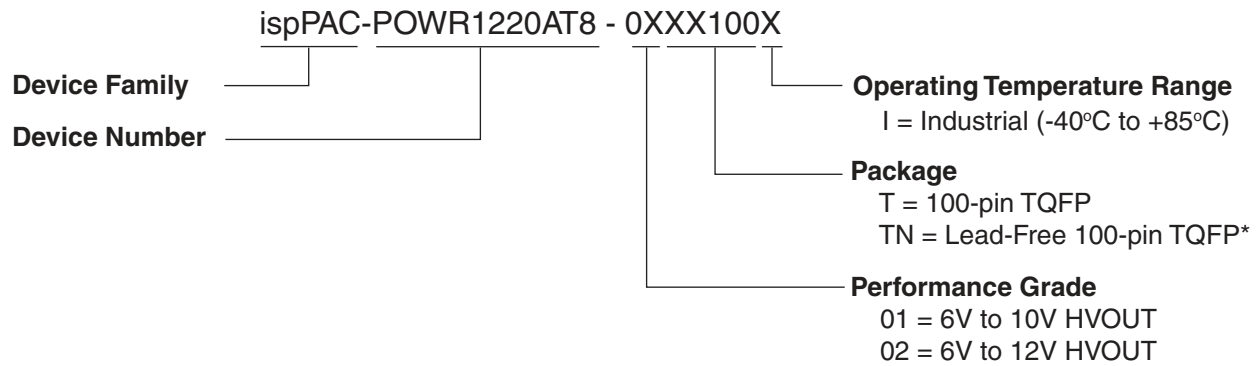 ispPAC-POWR1220AT8 - 0XXX100X
Device Family
Device Number
Operating Temperature Range
I = Industrial (-40°C to +85°C)
Package
T = 100-pin TQFP
TN = Lead-Free 100-pin TQFP*
Performance Grade
01 = 6V to 10V HVOUT
02 = 6V to 12V HVOUT